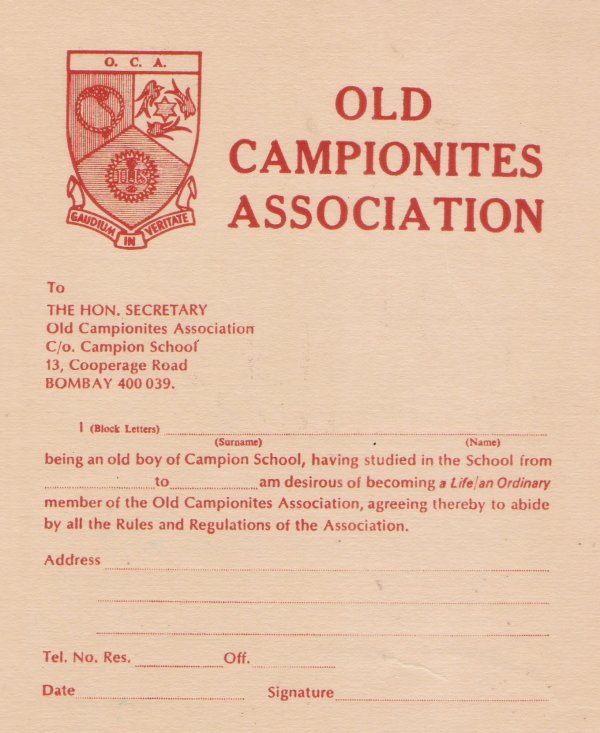 O. C. A.
IHS
GAUDIUM IN VERITATE
OLD
CAMPIONITES
ASSOCIATION
To
THE HON. SECRETARY
Old Campionites Association
C/o. Campion School
13, Cooperage Road
BOMBAY 400 039.
I (Block Letters)
(Surname) (Name)
being an old boy of Campion School, having studied in the School from
to am desirous of becoming a Life/an Ordinary
member of the Old Campionites Association, agreeing thereby to abide
by all the Rules and Regulations of the Association.
Address
Tel. No. Res. Off.
Date Signature